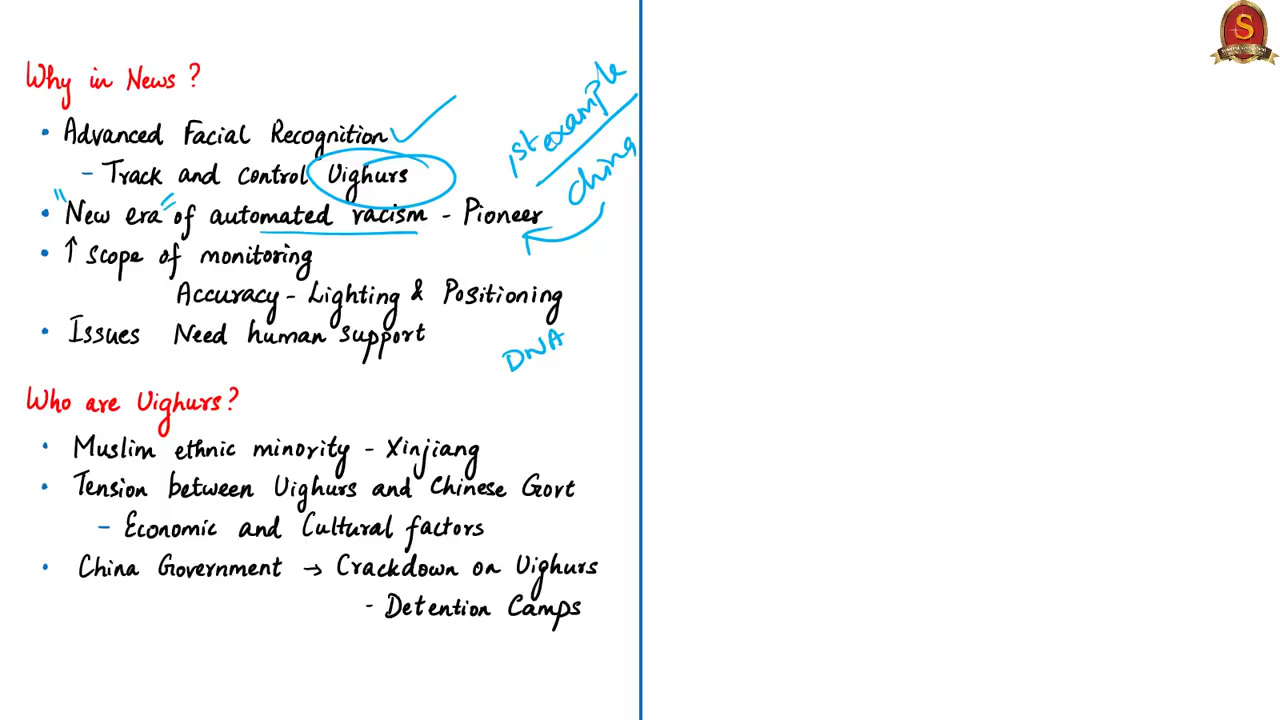 Why in News?
• Advanced Facial Recognition
– Track and control Uighurs
• "New era" of automated racism - Pioneer
1st example
China
• ↑ scope of monitoring
Accuracy - Lighting & Positioning
• Issues Need human support
DNA
Who are Uighurs?
• Muslim ethnic minority - Xinjiang
• Tension between Uighurs and Chinese Govt
– Economic and Cultural factors
• China Government → Crackdown on Uighurs
- Detention Camps
S